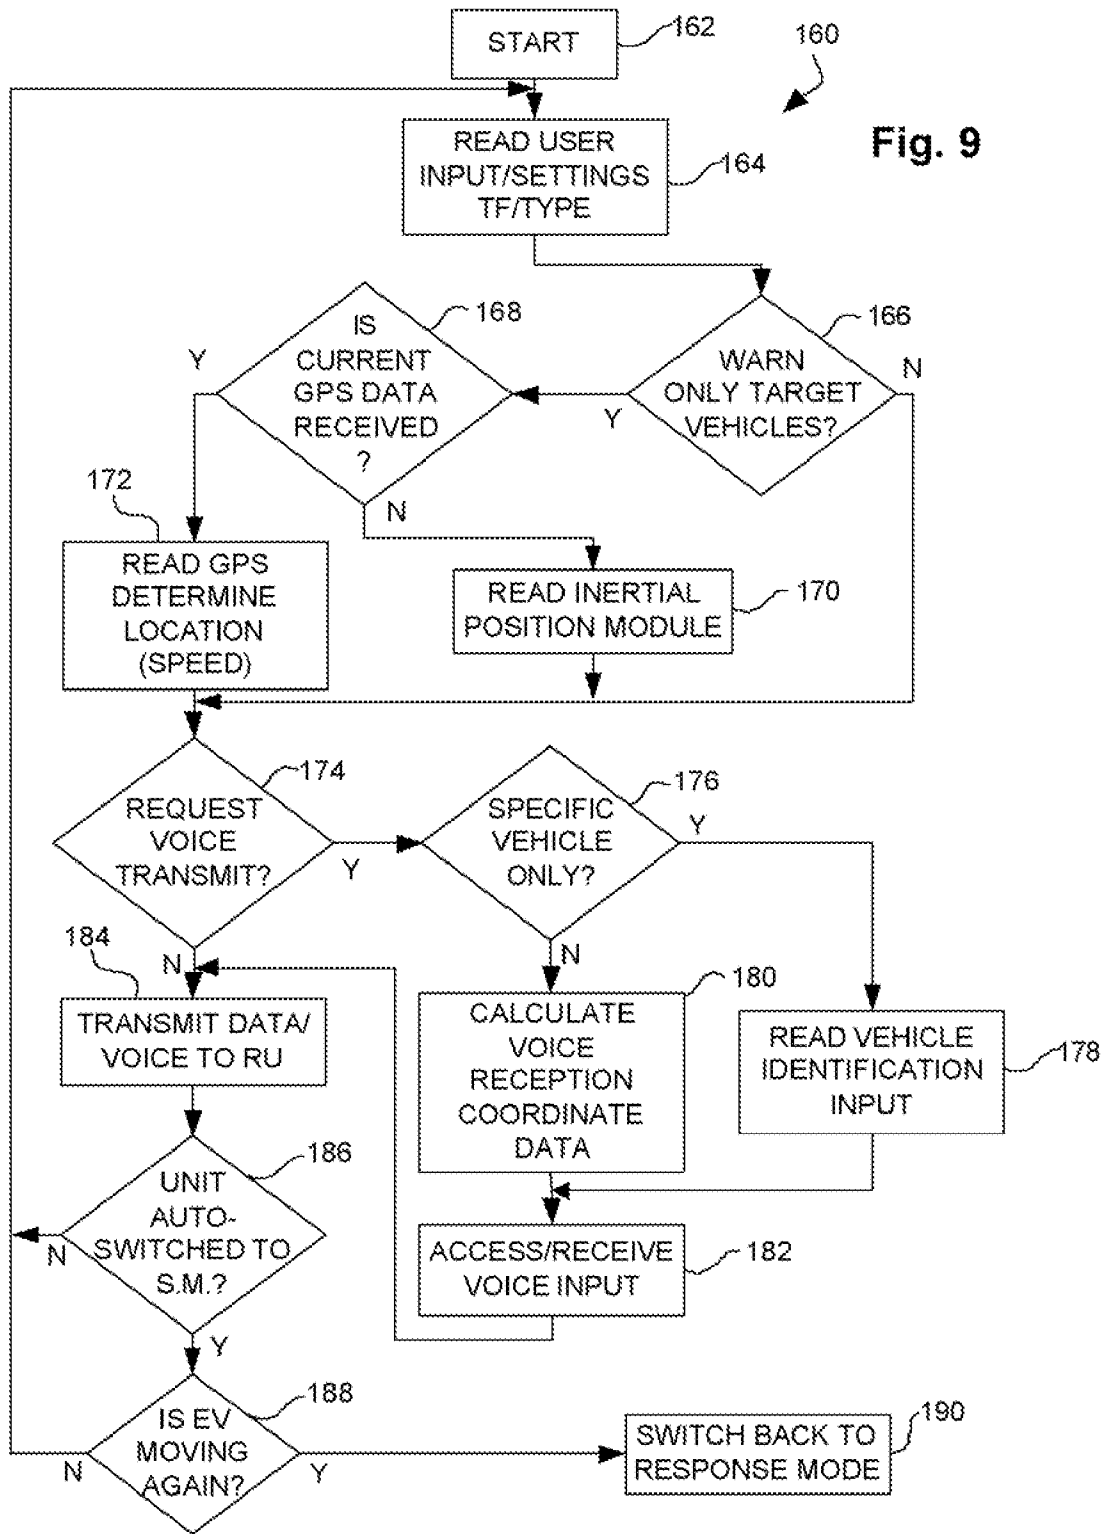 START
162
160
Fig. 9
READ USER
INPUT/SETTINGS
TF/TYPE
164
IS
CURRENT
GPS DATA
RECEIVED
?
168
Y
N
WARN
ONLY TARGET
VEHICLES?
166
N
Y
172
READ GPS
DETERMINE
LOCATION
(SPEED)
READ INERTIAL
POSITION MODULE
170
REQUEST
VOICE
TRANSMIT?
174
Y
N
SPECIFIC
VEHICLE
ONLY?
176
Y
N
184
TRANSMIT DATA/
VOICE TO RU
CALCULATE
VOICE
RECEPTION
COORDINATE
DATA
180
READ VEHICLE
IDENTIFICATION
INPUT
178
UNIT
AUTO-
SWITCHED TO
S.M.?
186
N
Y
ACCESS/RECEIVE
VOICE INPUT
182
IS EV
MOVING
AGAIN?
188
N
Y
SWITCH BACK TO
RESPONSE MODE
190